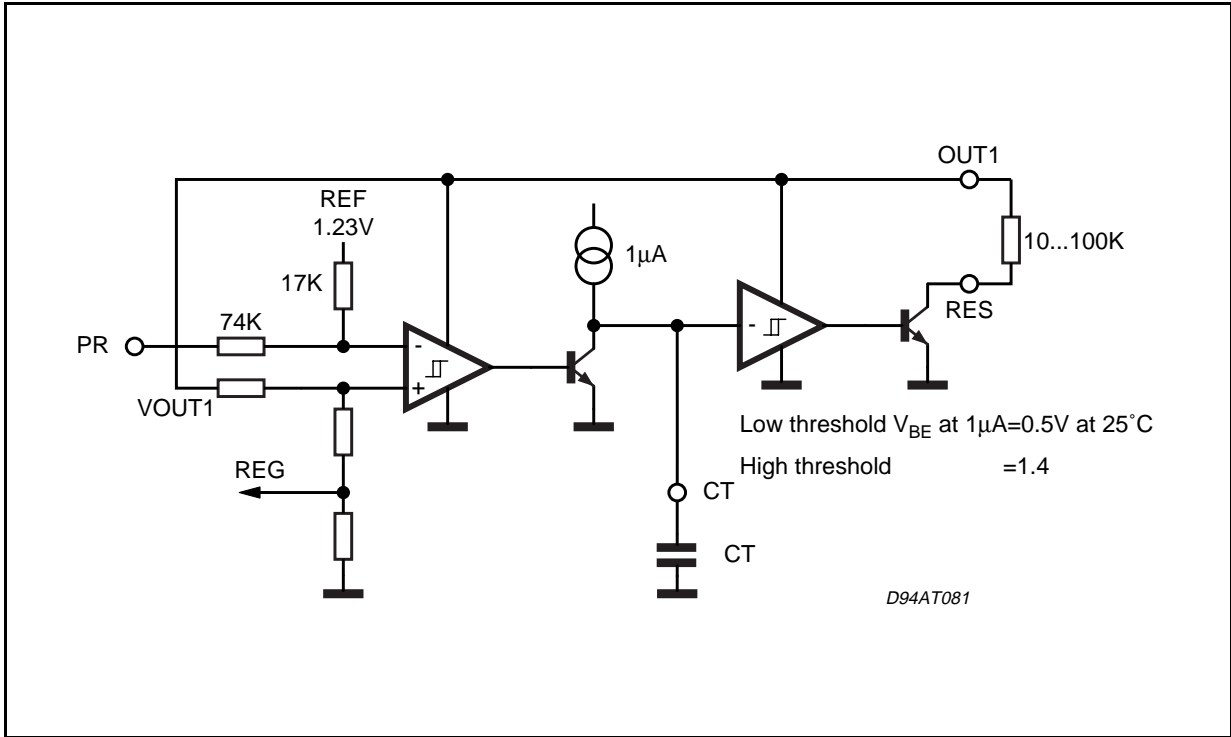 OUT1
REF
1.23V
1µA
10...100K
17K
RES
74K
PR
-
-
+
VOUT1
Low threshold VBE at 1µA=0.5V at 25˚C
REG
High threshold =1.4
CT
CT
D94AT081